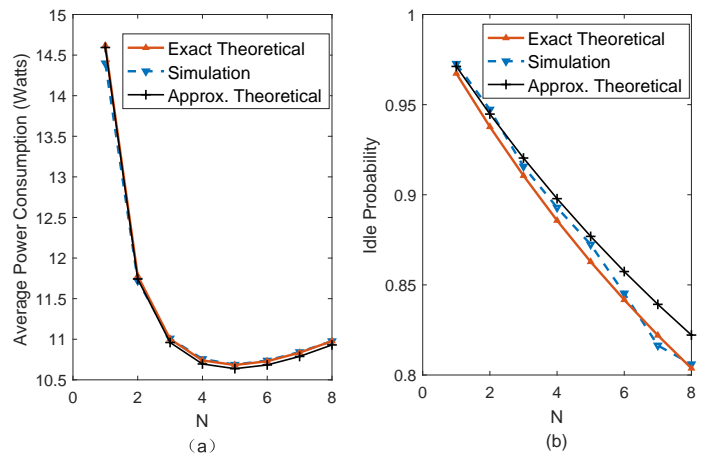 15
14.5
14
13.5
13
12.5
12
11.5
11
10.5
0 2 4 6 8
N
Average Power Consumption (Watts)
Exact Theoretical
Simulation
Approx. Theoretical
（a）
1
0.95
0.9
0.85
0.8
0 2 4 6 8
N
Idle Probability
Exact Theoretical
Simulation
Approx. Theoretical
(b)